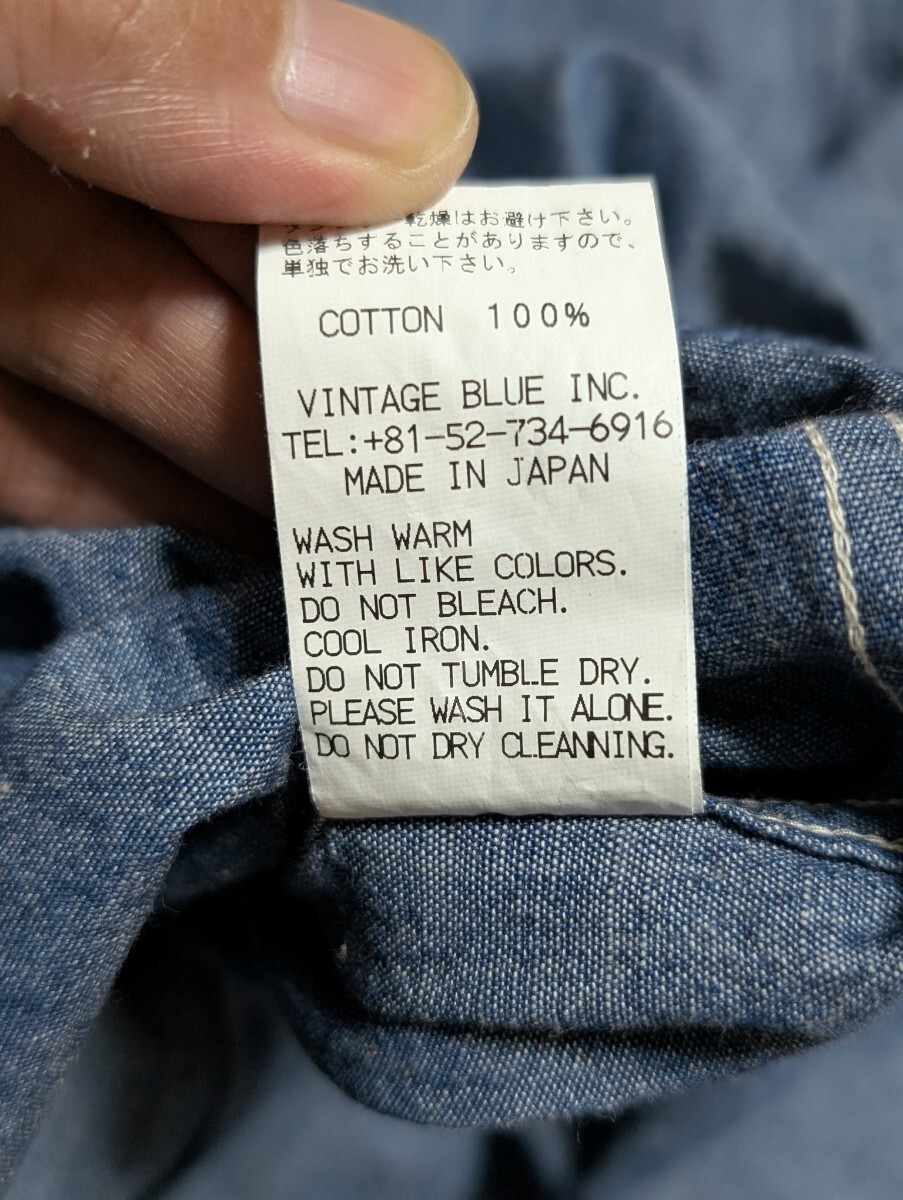 乾燥はお避け下さい。
色落ちすることがありますので、
単独でお洗い下さい。
COTTON 100%
VINTAGE BLUE INC.
TEL:+81-52-734-6916
MADE IN JAPAN
WASH WARM
WITH LIKE COLORS.
DO NOT BLEACH.
COOL IRON.
DO NOT TUMBLE DRY.
PLEASE WASH IT ALONE.
DO NOT DRY CLEANNING.